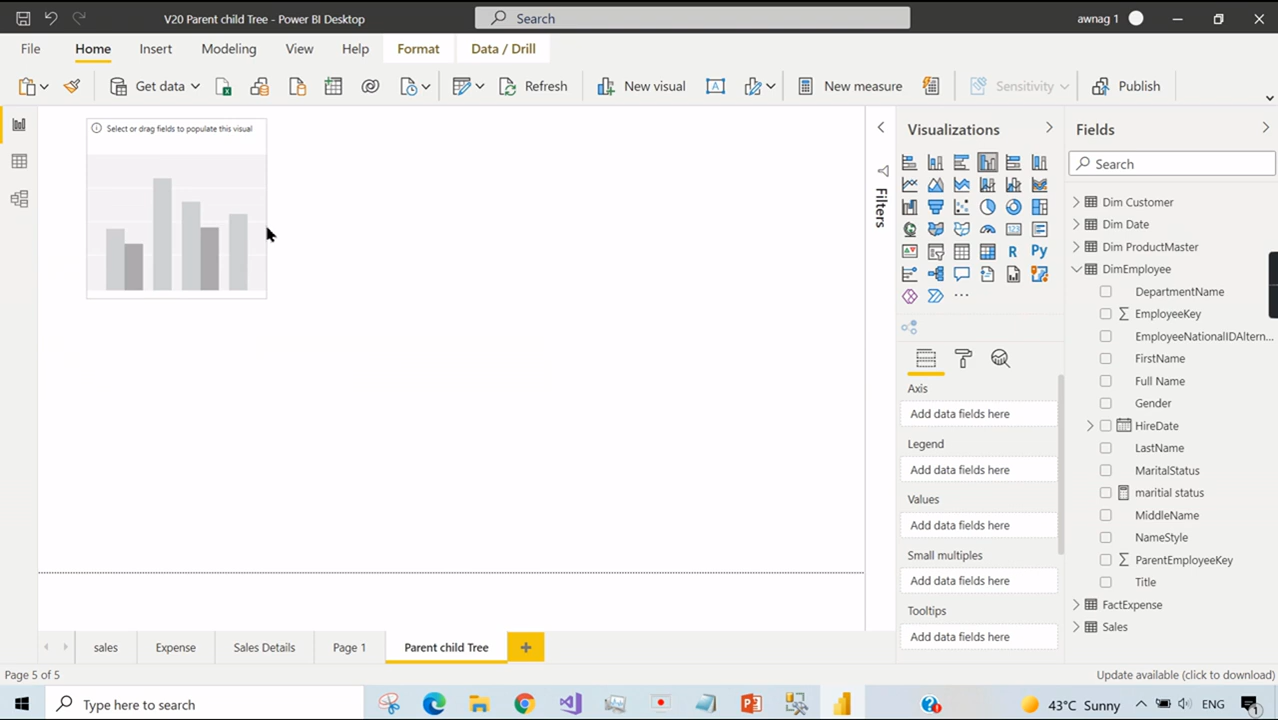 V20 Parent child Tree - Power BI Desktop
Search
awnag 1
File
Home
Insert
Modeling
View
Help
Format
Data / Drill
Get data
Refresh
New visual
New measure
Sensitivity
Publish
Select or drag fields to populate this visual
Filters
Visualizations
R
Py
Axis
Add data fields here
Legend
Add data fields here
Values
Add data fields here
Small multiples
Add data fields here
Tooltips
Add data fields here
Fields
Search
Dim Customer
Dim Date
Dim ProductMaster
DimEmployee
DepartmentName
EmployeeKey
EmployeeNationalIDAltern...
FirstName
Full Name
Gender
HireDate
LastName
MaritalStatus
maritial status
MiddleName
NameStyle
ParentEmployeeKey
Title
FactExpense
Sales
sales
Expense
Sales Details
Page 1
Parent child Tree
Page 5 of 5
Update available (click to download)
Type here to search
43°C Sunny
ENG
1